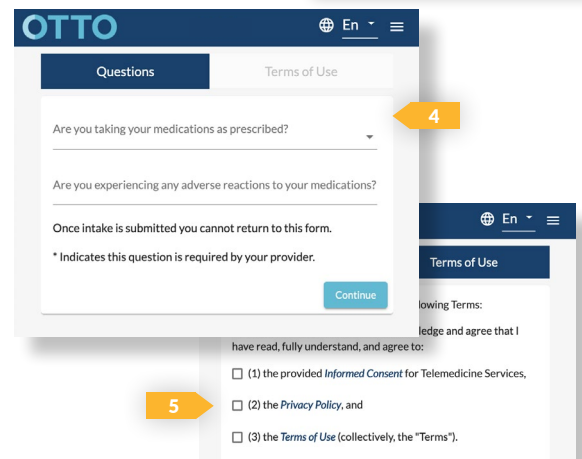 OTTO
En
Questions
Terms of Use
Are you taking your medications as prescribed?
4
Are you experiencing any adverse reactions to your medications?
Once intake is submitted you cannot return to this form.
* Indicates this question is required by your provider.
Continue
En
Terms of Use
Terms:
and agree that I
have read, fully understand, and agree to:
(1) the provided Informed Consent for Telemedicine Services,
5
(2) the Privacy Policy, and
(3) the Terms of Use (collectively, the "Terms").